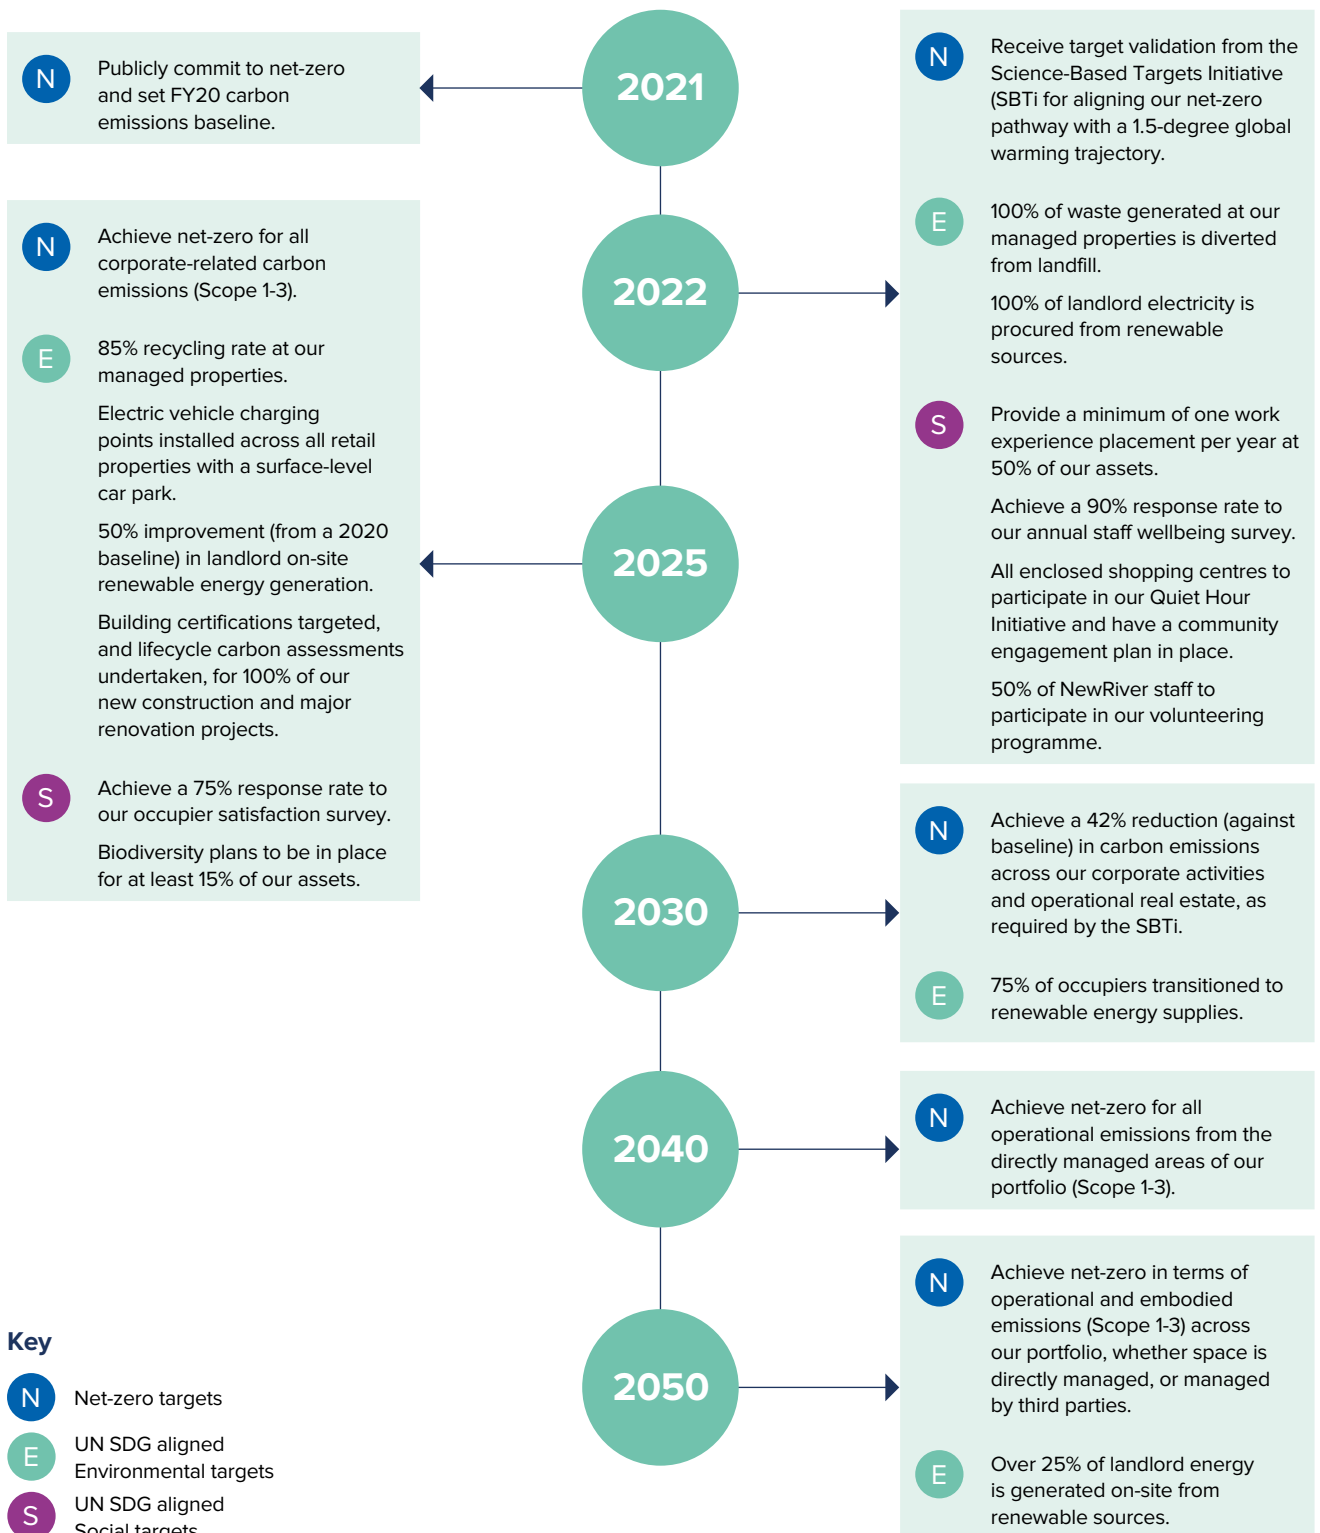 2021
N
Publicly commit to net-zero
and set FY20 carbon
emissions baseline.
2022
N
Receive target validation from the
Science-Based Targets Initiative
(SBTi for aligning our net-zero
pathway with a 1.5-degree global
warming trajectory.
E
100% of waste generated at our
managed properties is diverted
from landfill.
100% of landlord electricity is
procured from renewable
sources.
S
Provide a minimum of one work
experience placement per year at
50% of our assets.
Achieve a 90% response rate to
our annual staff wellbeing survey.
All enclosed shopping centres to
participate in our Quiet Hour
Initiative and have a community
engagement plan in place.
50% of NewRiver staff to
participate in our volunteering
programme.
2025
N
Achieve net-zero for all
corporate-related carbon
emissions (Scope 1-3).
E
85% recycling rate at our
managed properties.
Electric vehicle charging
points installed across all retail
properties with a surface-level
car park.
50% improvement (from a 2020
baseline) in landlord on-site
renewable energy generation.
Building certifications targeted,
and lifecycle carbon assessments
undertaken, for 100% of our
new construction and major
renovation projects.
S
Achieve a 75% response rate to
our occupier satisfaction survey.
Biodiversity plans to be in place
for at least 15% of our assets.
2030
N
Achieve a 42% reduction (against
baseline) in carbon emissions
across our corporate activities
and operational real estate, as
required by the SBTi.
E
75% of occupiers transitioned to
renewable energy supplies.
2040
N
Achieve net-zero for all
operational emissions from the
directly managed areas of our
portfolio (Scope 1-3).
2050
N
Achieve net-zero in terms of
operational and embodied
emissions (Scope 1-3) across
our portfolio, whether space is
directly managed, or managed
by third parties.
E
Over 25% of landlord energy
is generated on-site from
renewable sources.
Key
N
Net-zero targets
E
UN SDG aligned
Environmental targets
S
UN SDG aligned
Social targets